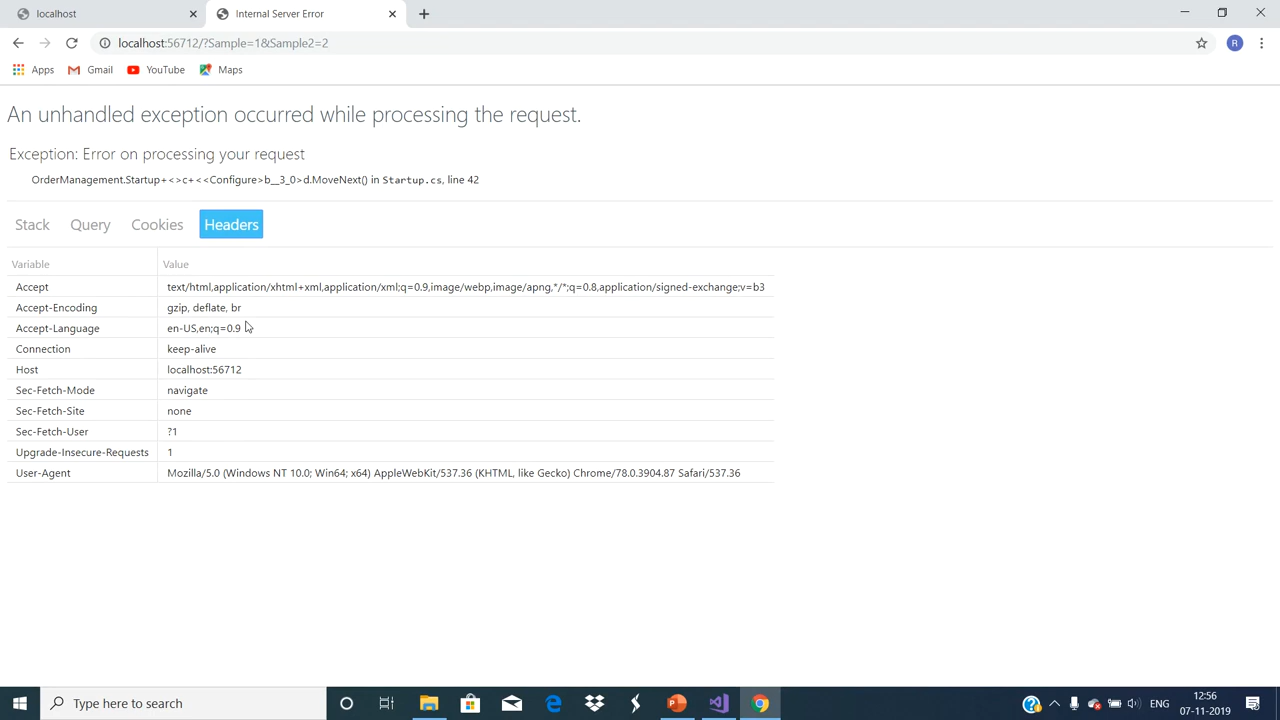 localhost
Internal Server Error
localhost:56712/?Sample=1&Sample2=2
R
Apps Gmail YouTube Maps
An unhandled exception occurred while processing the request.
Exception: Error on processing your request
OrderManagement.Startup+<>c+<<Configure>b__3_0>d.MoveNext() in Startup.cs, line 42
Stack Query Cookies Headers
Variable Value
Accept text/html,application/xhtml+xml,application/xml;q=0.9,image/webp,image/apng,*/*;q=0.8,application/signed-exchange;v=b3
Accept-Encoding gzip, deflate, br
Accept-Language en-US,en;q=0.9
Connection keep-alive
Host localhost:56712
Sec-Fetch-Mode navigate
Sec-Fetch-Site none
Sec-Fetch-User ?1
Upgrade-Insecure-Requests 1
User-Agent Mozilla/5.0 (Windows NT 10.0; Win64; x64) AppleWebKit/537.36 (KHTML, like Gecko) Chrome/78.0.3904.87 Safari/537.36
Type here to search
ENG
12:56
07-11-2019